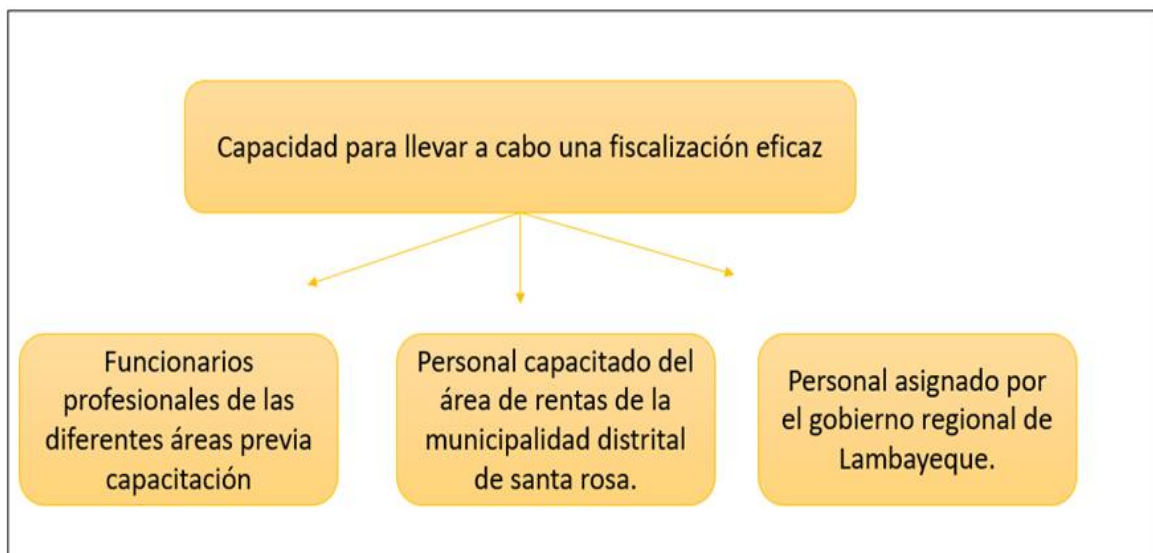 Capacidad para llevar a cabo una fiscalización eficaz
Funcionarios
profesionales de las
diferentes áreas previa
capacitación
Personal capacitado del
área de rentas de la
municipalidad distrital
de santa rosa.
Personal asignado por
el gobierno regional de
Lambayeque.